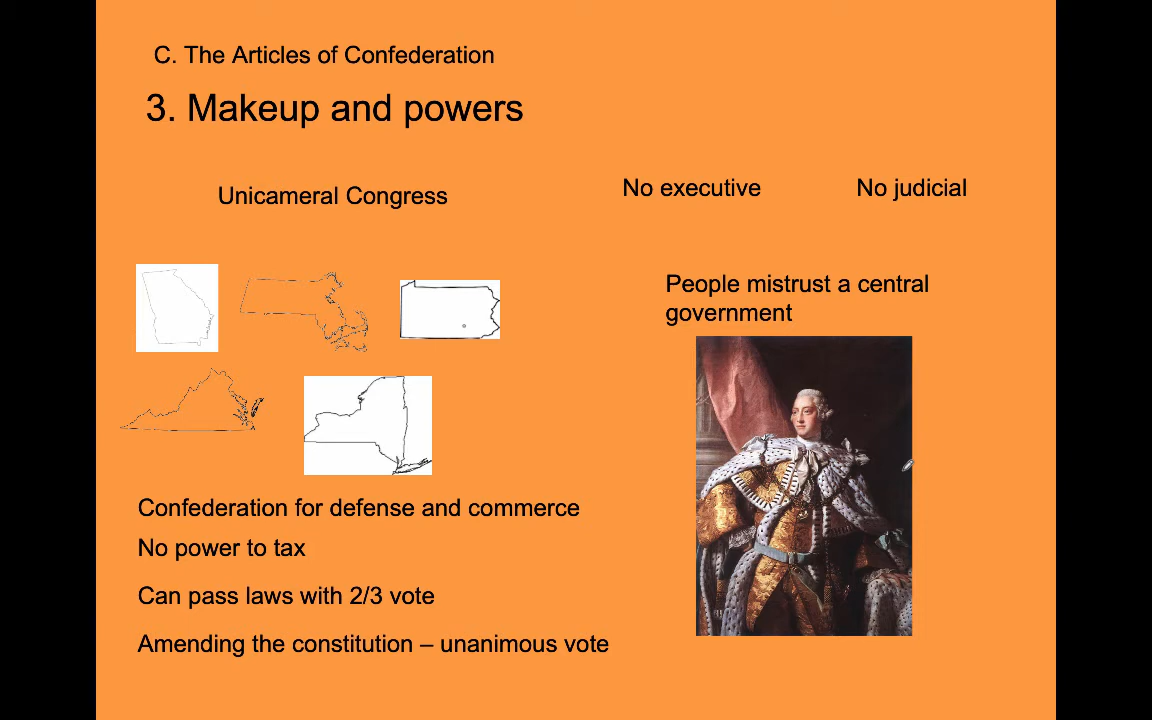 C. The Articles of Confederation
3. Makeup and powers
Unicameral Congress
No executive
No judicial
People mistrust a central
government
Confederation for defense and commerce
No power to tax
Can pass laws with 2/3 vote
Amending the constitution – unanimous vote